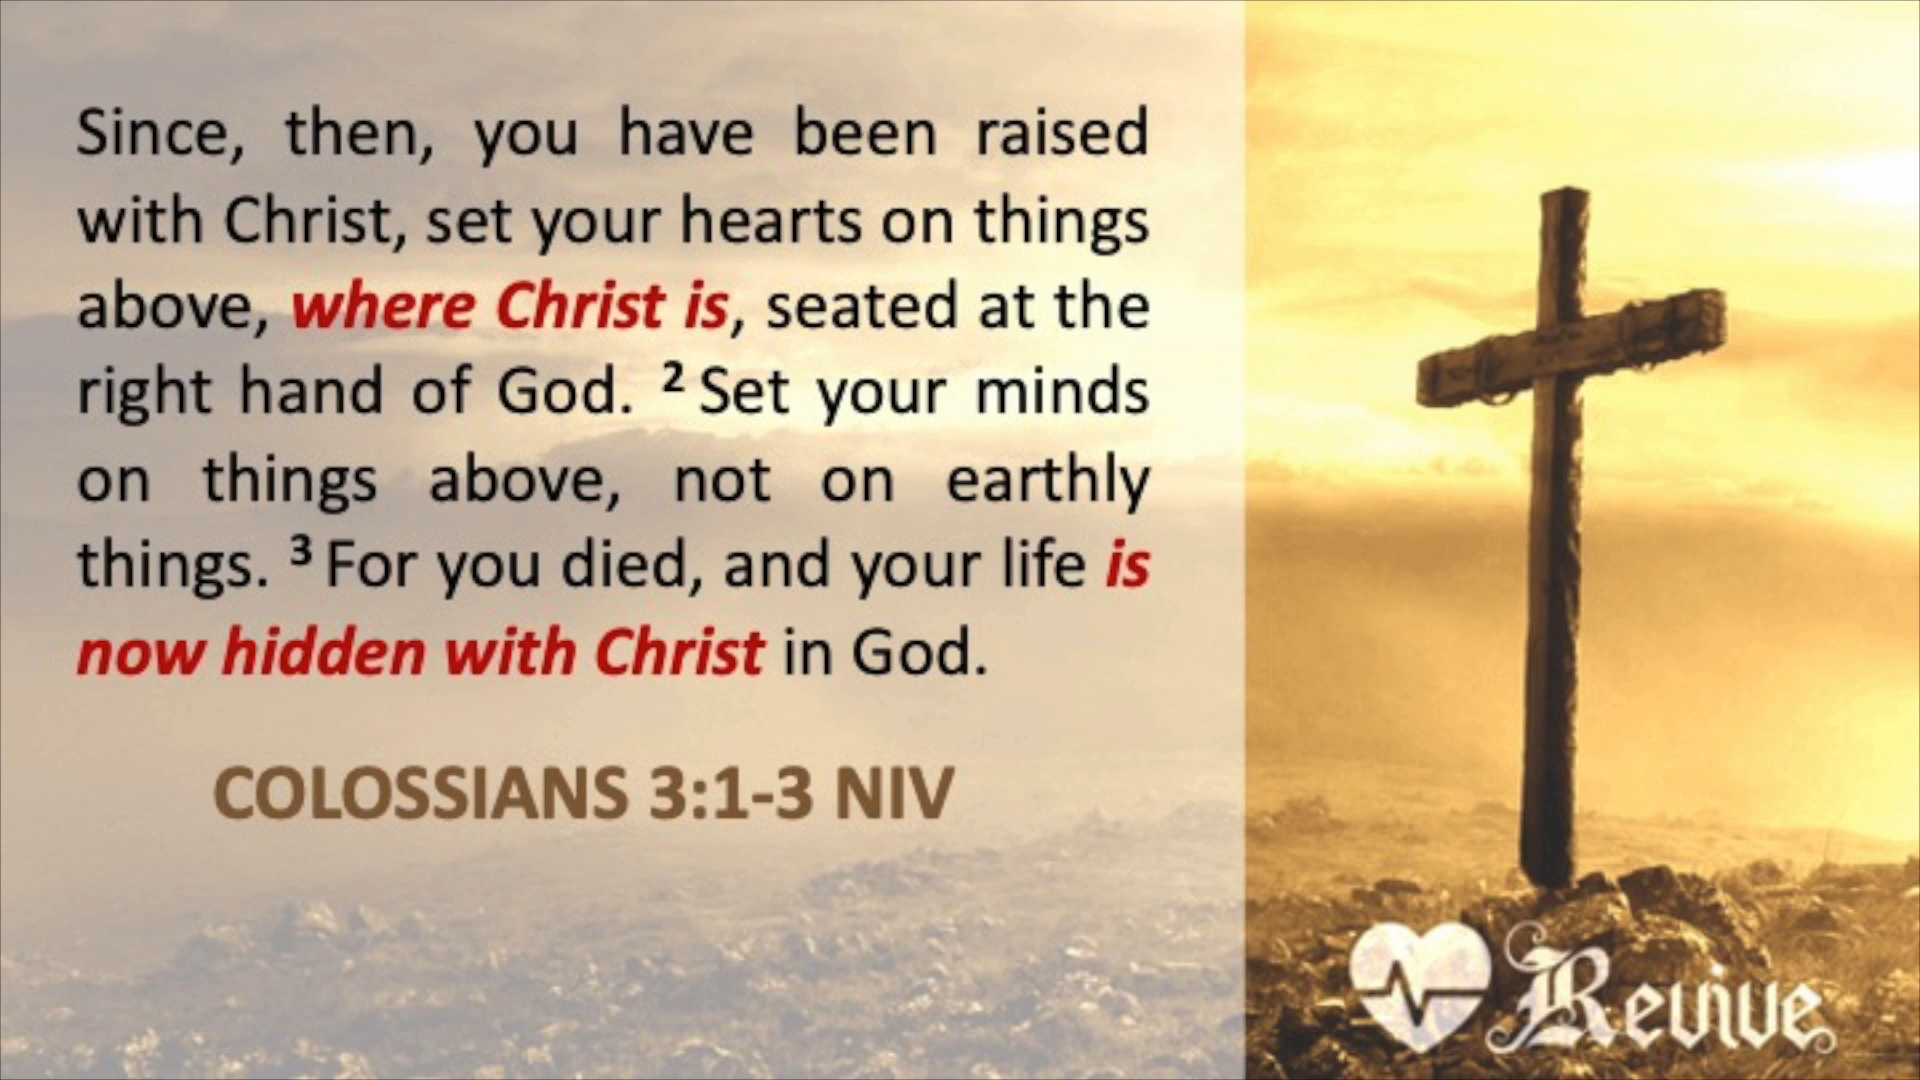 Since, then, you have been raised
with Christ, set your hearts on things
above, where Christ is, seated at the
right hand of God. ² Set your minds
on things above, not on earthly
things. ³ For you died, and your life is
now hidden with Christ in God.
COLOSSIANS 3:1-3 NIV
Revive